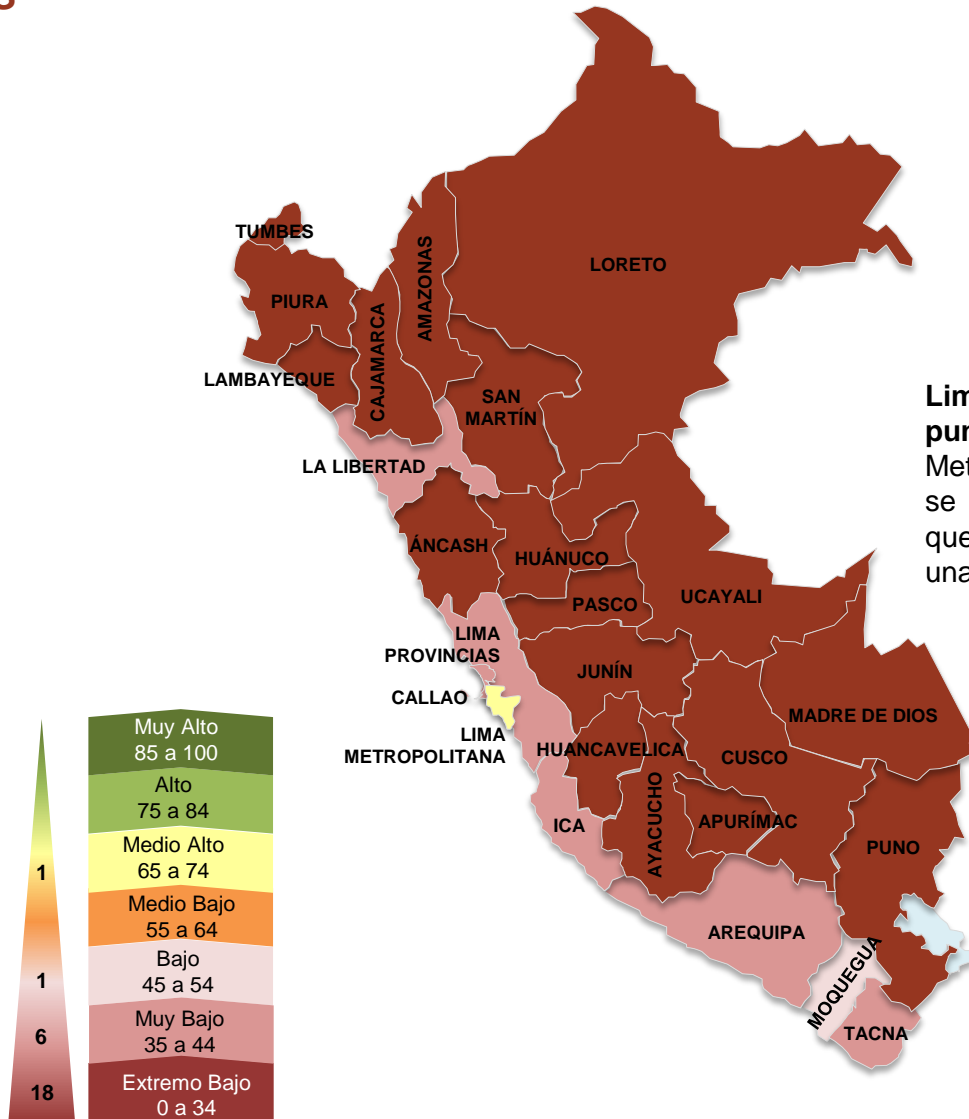 TUMBES
PIURA
LAMBAYEQUE
CAJAMARCA
AMAZONAS
LORETO
SAN
MARTÍN
LA LIBERTAD
ÁNCASH
HUÁNUCO
PASCO
UCAYALI
LIMA
PROVINCIAS
JUNÍN
CALLAO
LIMA
METROPOLITANA
HUANCAVELICA
MADRE DE DIOS
CUSCO
ICA
AYACUCHO
APURÍMAC
PUNO
AREQUIPA
MOQUEGUA
TACNA
Muy Alto
85 a 100
Alto
75 a 84
Medio Alto
65 a 74
1
Medio Bajo
55 a 64
Bajo
45 a 54
1
Muy Bajo
35 a 44
6
Extremo Bajo
0 a 34
18
se
que
una